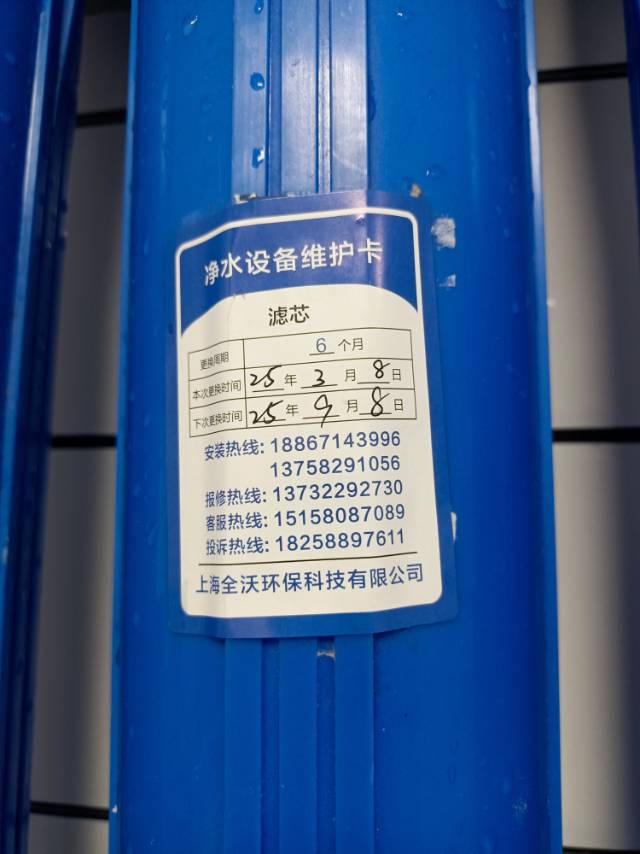 净水设备维护卡
滤芯
更换周期 6 个月
本次更换时间 25 年 3 月 8 日
下次更换时间 25 年 9 月 8 日
安装热线: 18867143996
13758291056
报修热线: 13732292730
客服热线: 15158087089
投诉热线: 18258897611
上海全沃环保科技有限公司